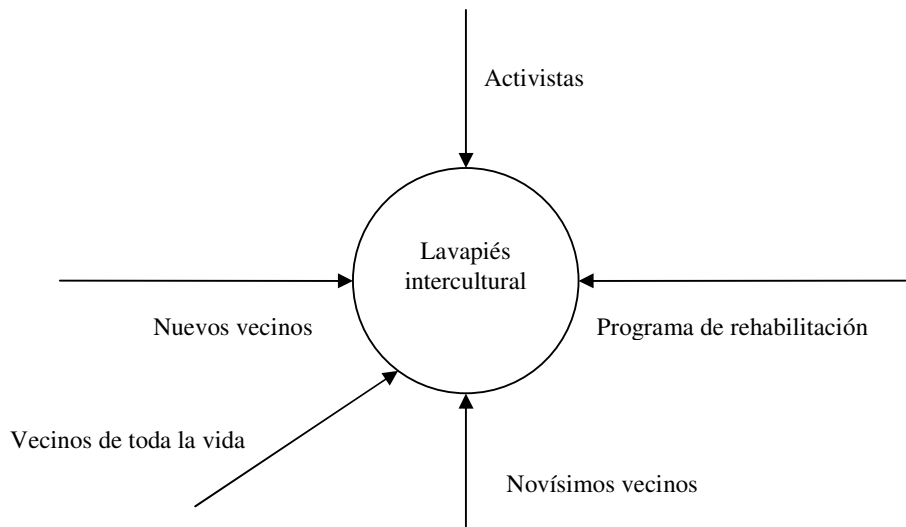 Activistas
Lavapiés
intercultural
Nuevos vecinos
Programa de rehabilitación
Vecinos de toda la vida
Novísimos vecinos